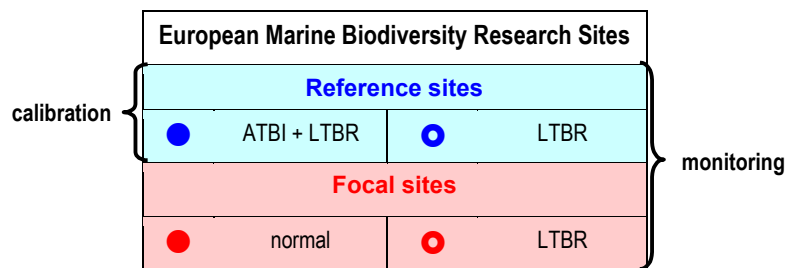 European Marine Biodiversity Research Sites
Reference sites
calibration
ATBI + LTBR LTBR
monitoring
Focal sites
normal LTBR